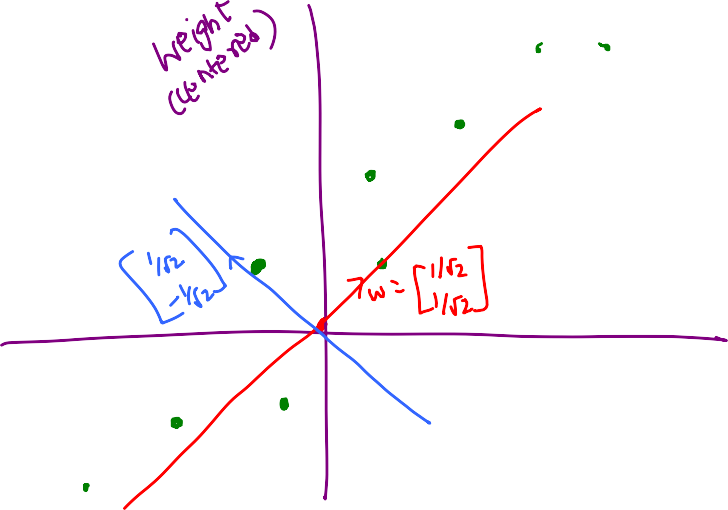 Weight
(centered)
[1/√2
-1/√2]
w = [1/√2
1/√2]